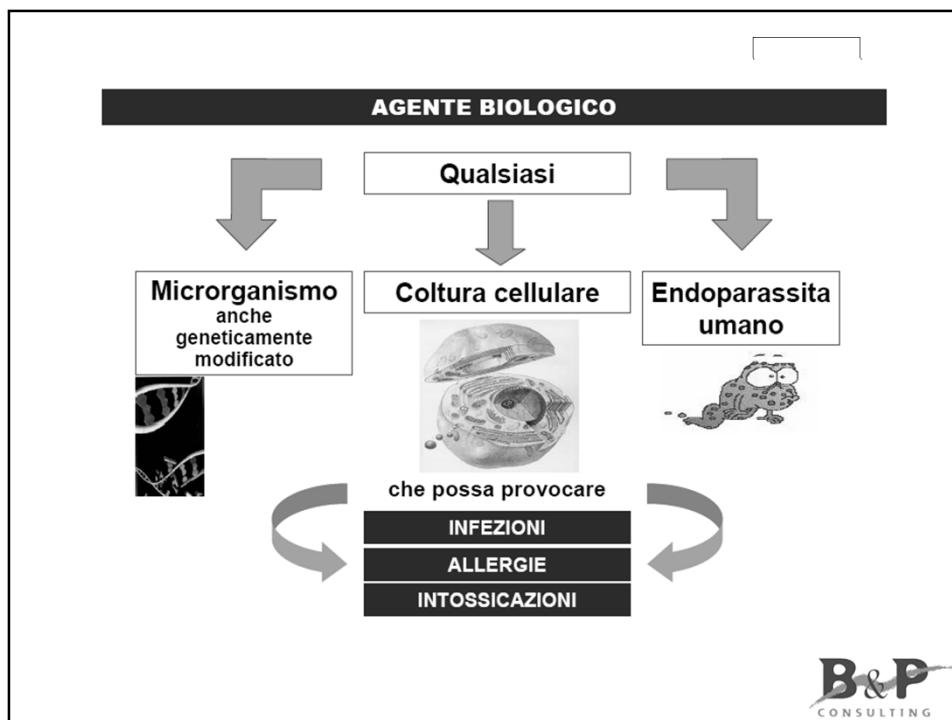 AGENTE BIOLOGICO
Qualsiasi
Microrganismo
anche
geneticamente
modificato
Coltura cellulare
Endoparassita
umano
che possa provocare
INFEZIONI
ALLERGIE
INTOSSICAZIONI
B&P
CONSULTING